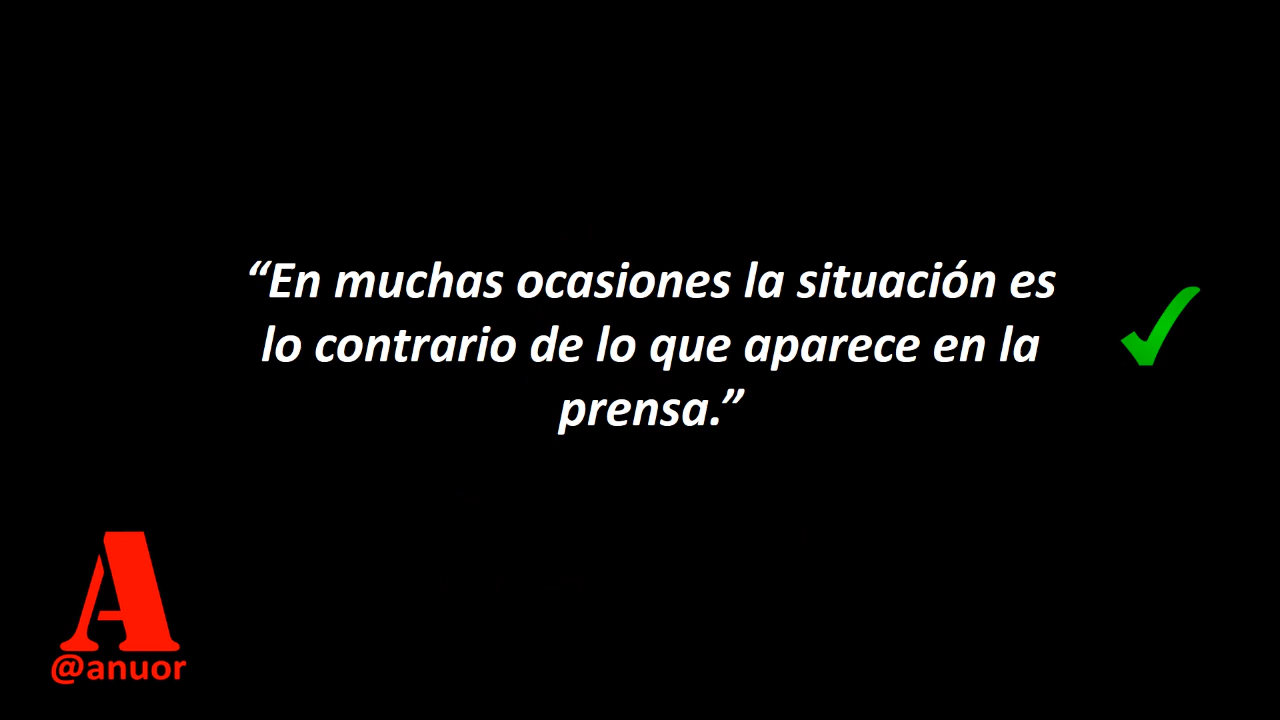 “En muchas ocasiones la situación es
lo contrario de lo que aparece en la
prensa.”
A
@anuor